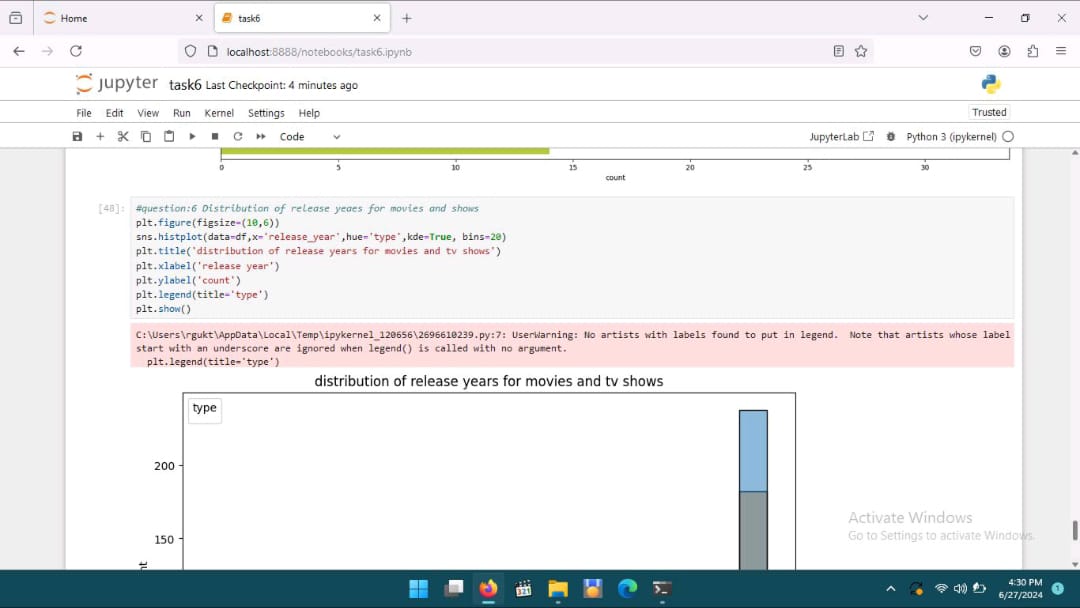 Home
task6
localhost:8888/notebooks/task6.ipynb
jupyter task6 Last Checkpoint: 4 minutes ago
File Edit View Run Kernel Settings Help
Trusted
Code
JupyterLab
Python 3 (ipykernel)
0 5 10 15 20 25 30
count
[48]:
#question:6 Distribution of release yeaes for movies and shows
plt.figure(figsize=(10,6))
sns.histplot(data=df,x='release_year',hue='type',kde=True, bins=20)
plt.title('distribution of release years for movies and tv shows')
plt.xlabel('release year')
plt.ylabel('count')
plt.legend(title='type')
plt.show()
C:\Users\rgukt\AppData\Local\Temp\ipykernel_120656\2696610239.py:7: UserWarning: No artists with labels found to put in legend.  Note that artists whose label
start with an underscore are ignored when legend() is called with no argument.
plt.legend(title='type')
distribution of release years for movies and tv shows
type
200
150
Activate Windows
Go to Settings to activate Windows.
321
4:30 PM
6/27/2024
1